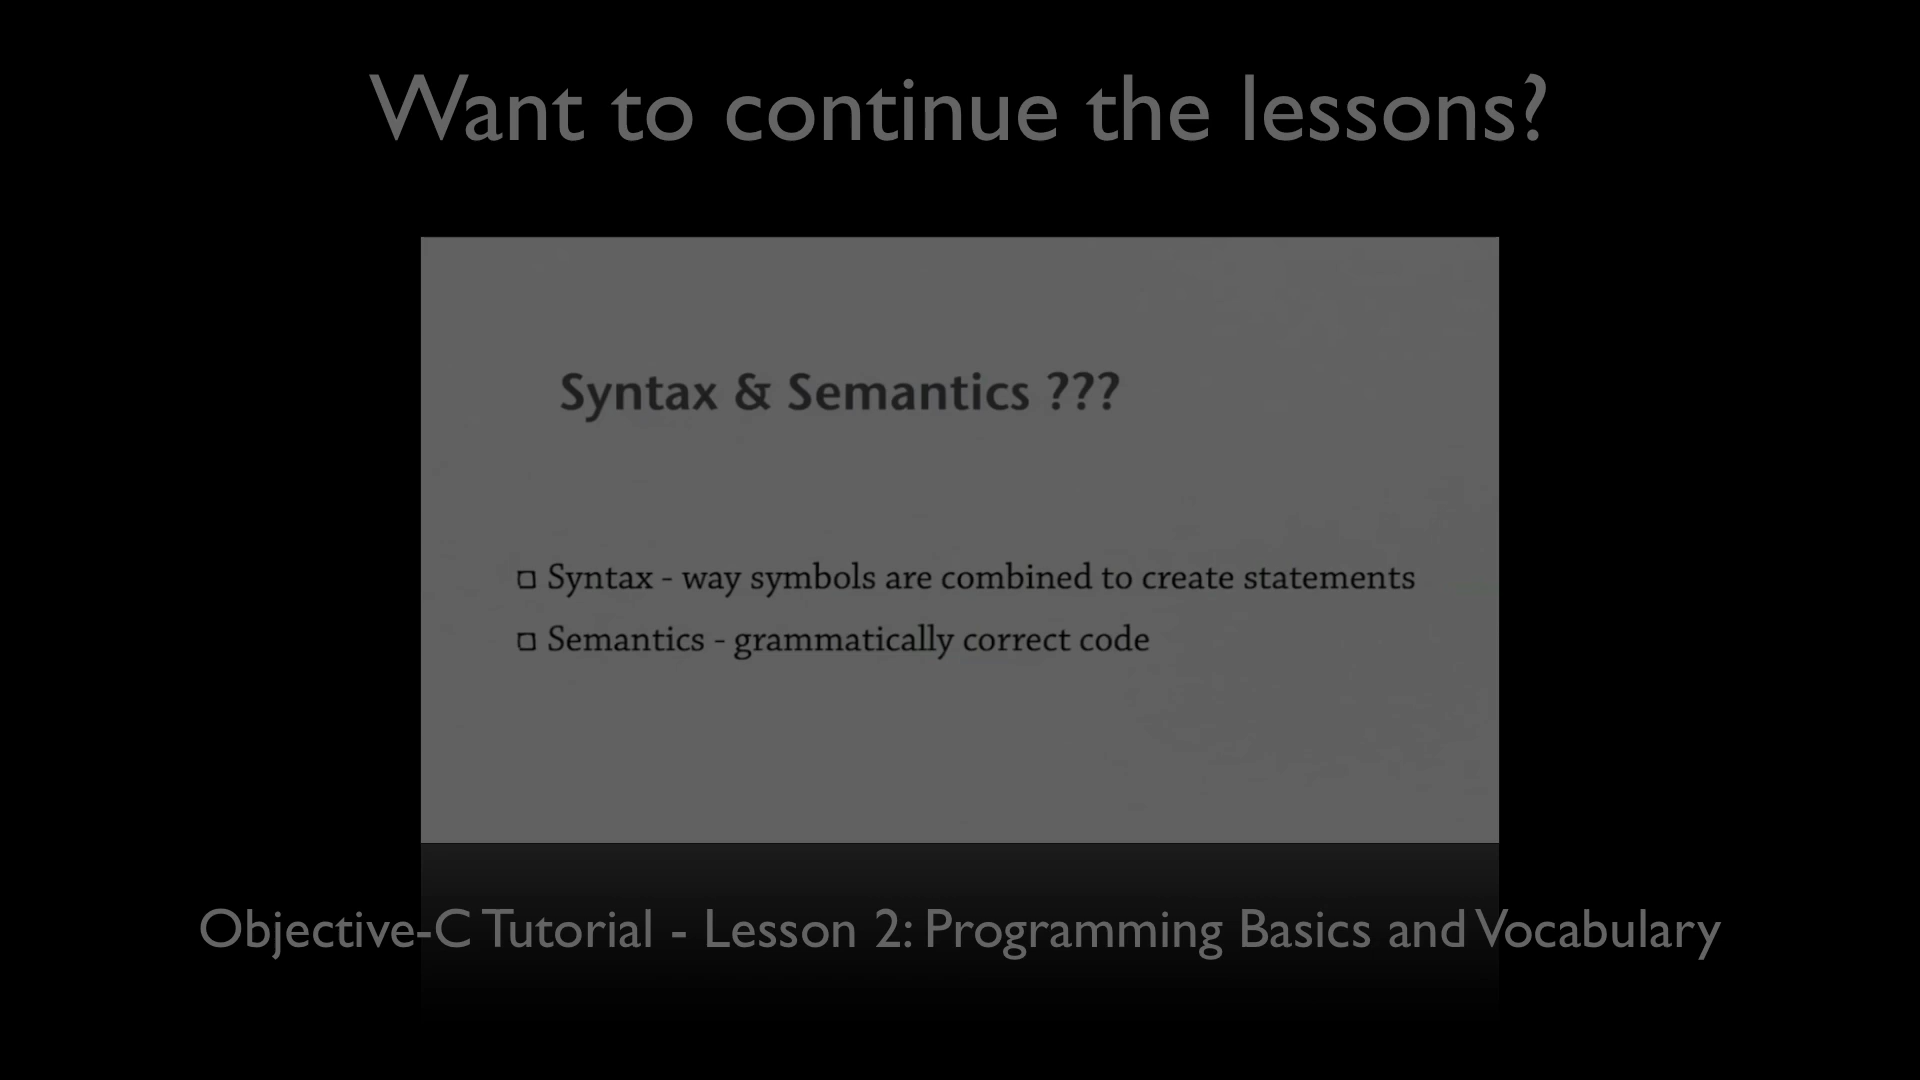 Want to continue the lessons?
Syntax & Semantics ???
Syntax - way symbols are combined to create statements
Semantics - grammatically correct code
Objective-C Tutorial - Lesson 2: Programming Basics and Vocabulary